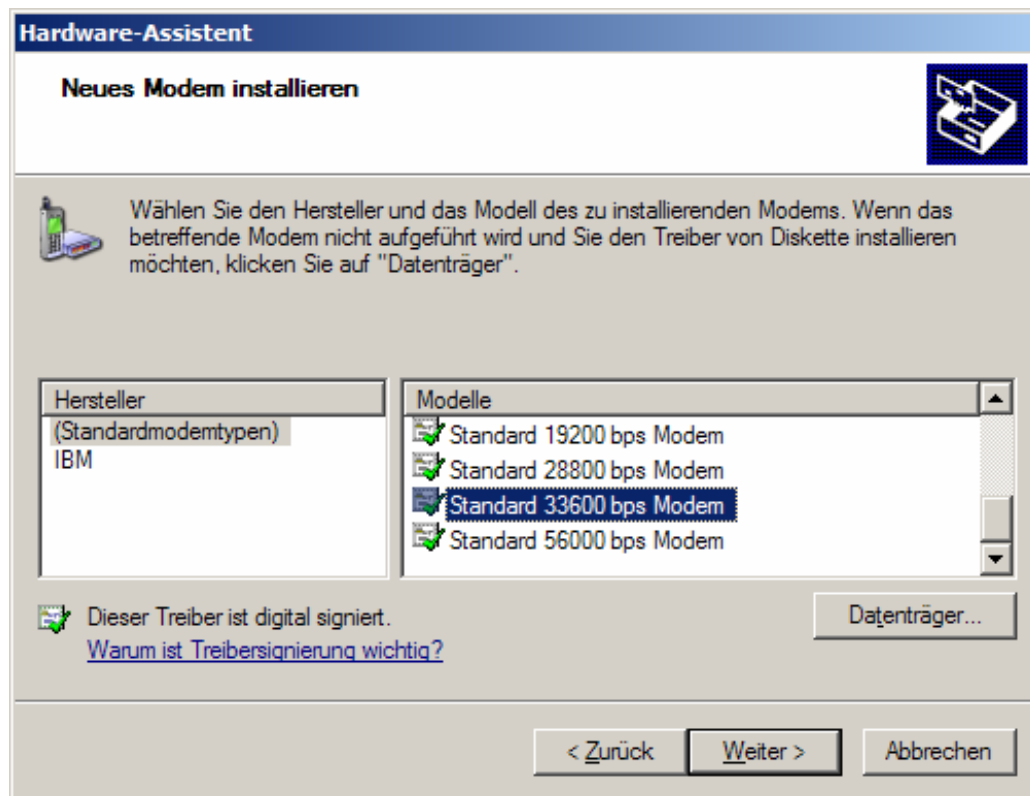 Hardware-Assistent
Neues Modem installieren
Wählen Sie den Hersteller und das Modell des zu installierenden Modems. Wenn das
betreffende Modem nicht aufgeführt wird und Sie den Treiber von Diskette installieren
möchten, klicken Sie auf "Datenträger".
Hersteller
(Standardmodemtypen)
IBM
Modelle
Standard 19200 bps Modem
Standard 28800 bps Modem
Standard 33600 bps Modem
Standard 56000 bps Modem
Dieser Treiber ist digital signiert.
Warum ist Treibersignierung wichtig?
Datenträger...
< Zurück
Weiter >
Abbrechen